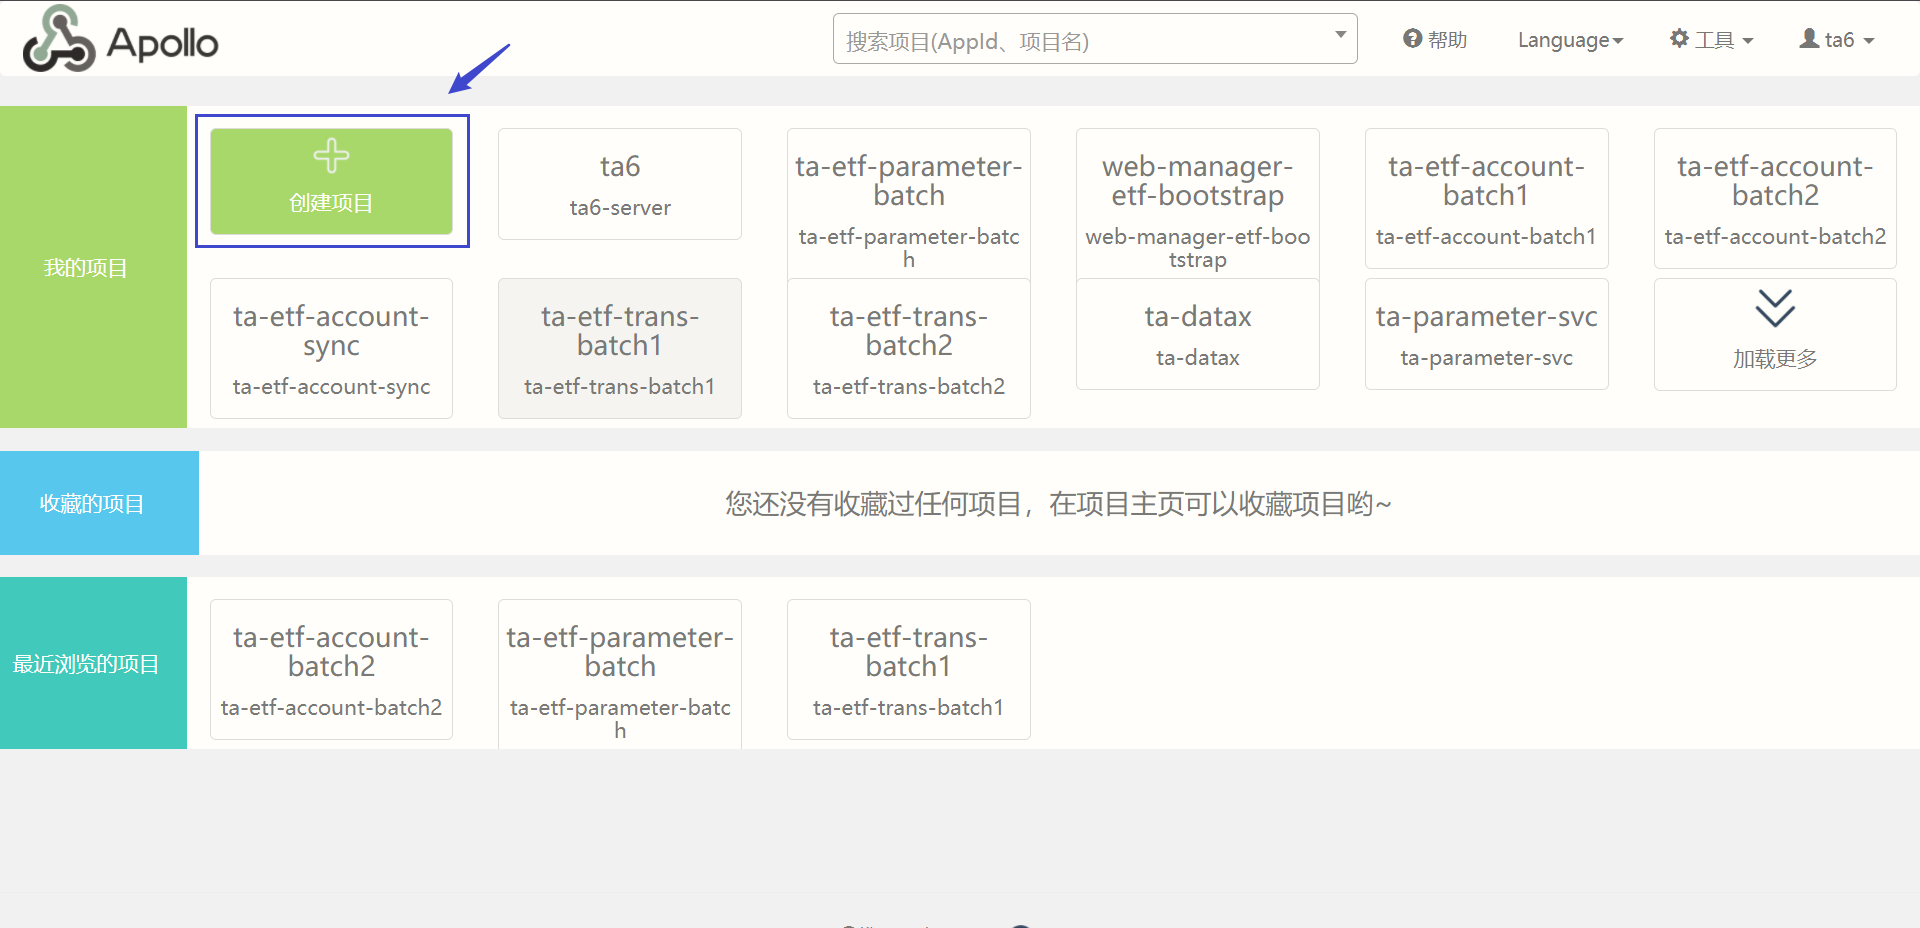 Apollo
搜索项目(AppId、项目名)
帮助
Language
工具
ta6
我的项目
创建项目
ta6
ta6-server
ta-etf-parameter-
batch
ta-etf-parameter-batc
h
web-manager-
etf-bootstrap
web-manager-etf-boo
tstrap
ta-etf-account-
batch1
ta-etf-account-batch1
ta-etf-account-
batch2
ta-etf-account-batch2
ta-etf-account-
sync
ta-etf-account-sync
ta-etf-trans-
batch1
ta-etf-trans-batch1
ta-etf-trans-
batch2
ta-etf-trans-batch2
ta-datax
ta-datax
ta-parameter-svc
ta-parameter-svc
加载更多
收藏的项目
您还没有收藏过任何项目，在项目主页可以收藏项目哟~
最近浏览的项目
ta-etf-account-
batch2
ta-etf-account-batch2
ta-etf-parameter-
batch
ta-etf-parameter-batc
h
ta-etf-trans-
batch1
ta-etf-trans-batch1